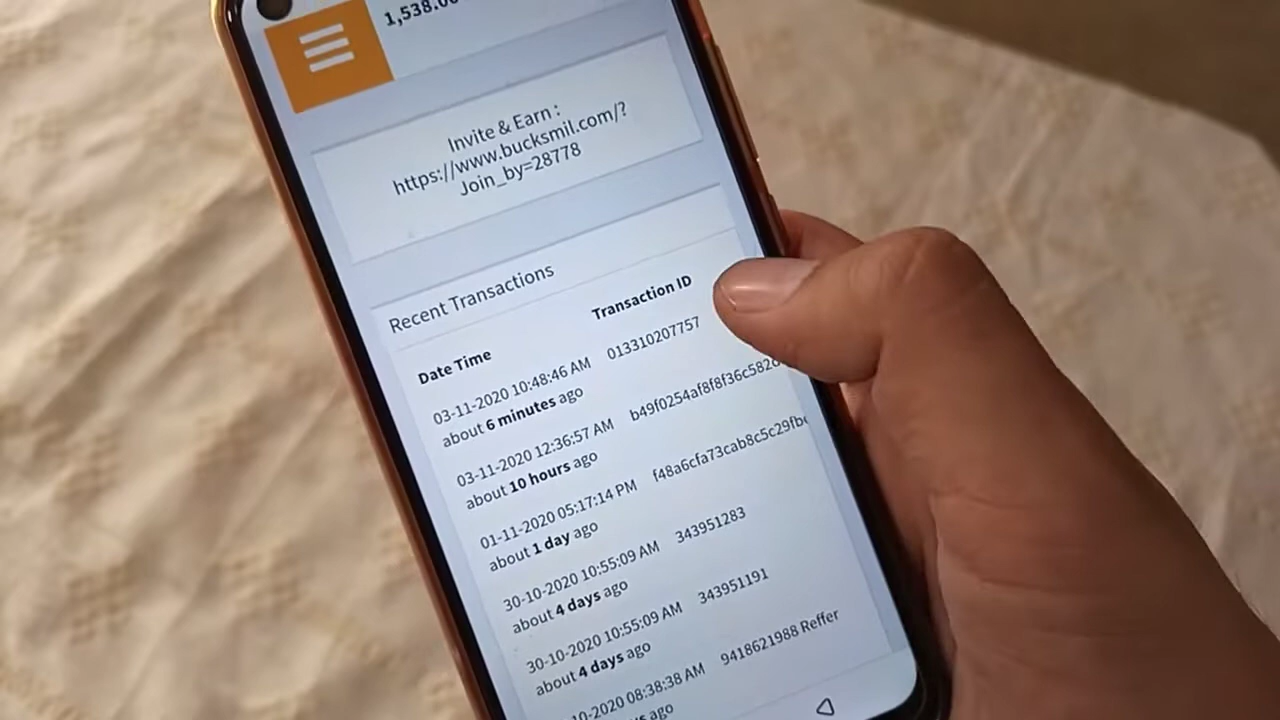 1,538.00
Invite & Earn :
https://www.bucksmil.com/?
Join_by=28778
Recent Transactions
Date Time Transaction ID
03-11-2020 10:48:46 AM 013310207757
about 6 minutes ago
03-11-2020 12:36:57 AM b49f0254af8f8f36c582
about 10 hours ago
01-11-2020 05:17:14 PM f48a6cfa73cab8c5c29fb
about 1 day ago
30-10-2020 10:55:09 AM 343951283
about 4 days ago
30-10-2020 10:55:09 AM 343951191
about 4 days ago
10-2020 08:38:38 AM 9418621988 Reffer
ago